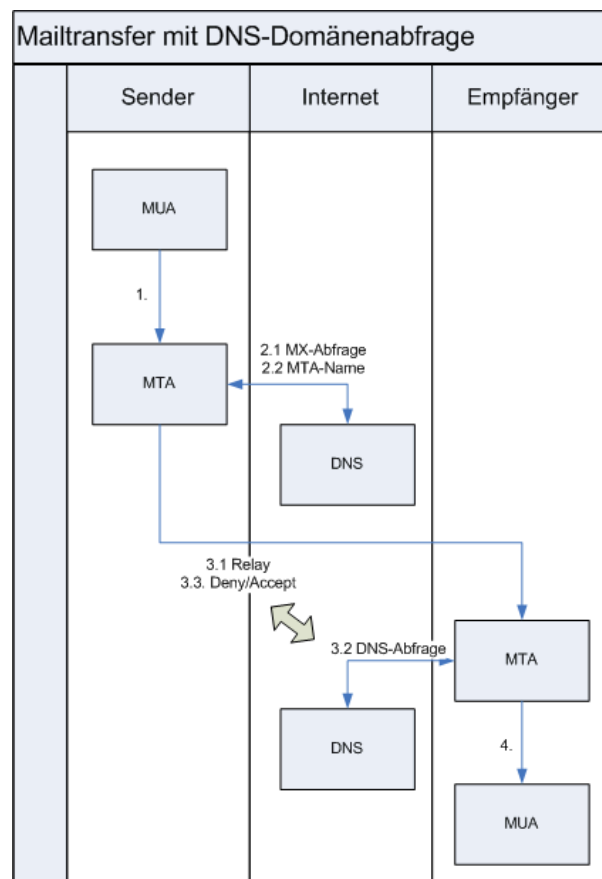 Mailtransfer mit DNS-Domänenabfrage
Sender
Internet
Empfänger
MUA
1.
MTA
2.1 MX-Abfrage
2.2 MTA-Name
DNS
3.1 Relay
3.3. Deny/Accept
3.2 DNS-Abfrage
MTA
DNS
4.
MUA